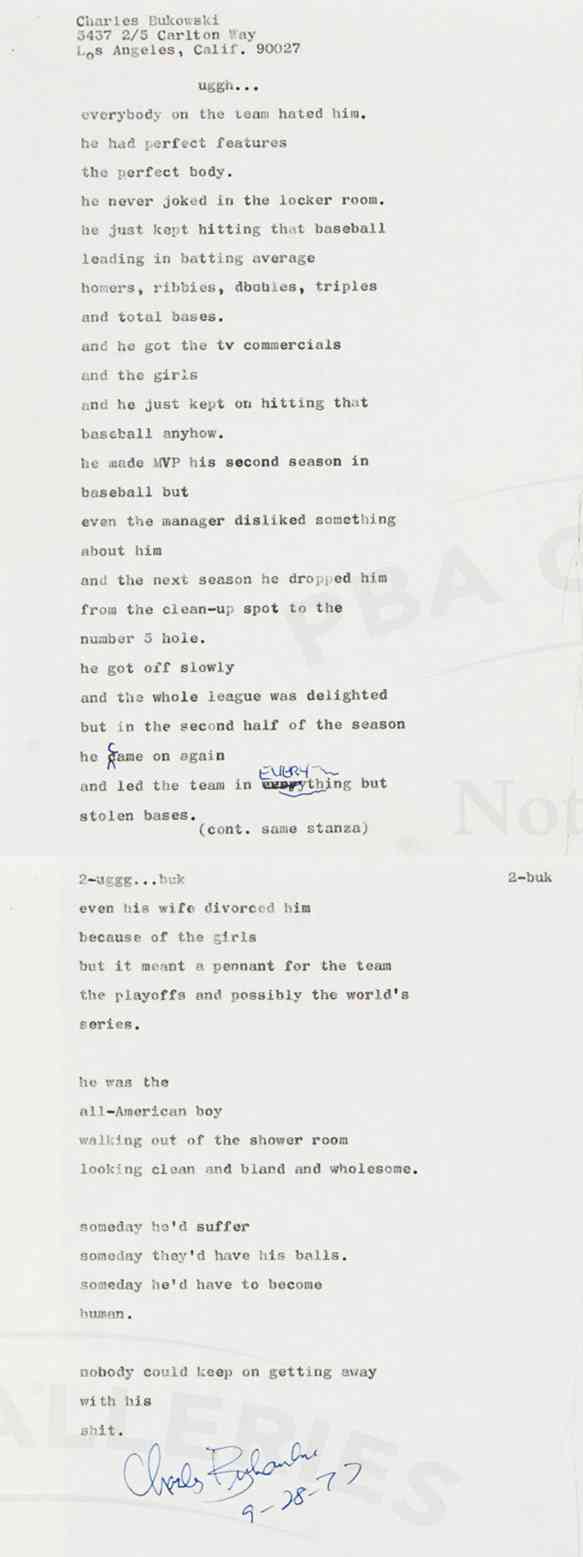 Charles Bukowski
5437 2/5 Carlton Way
Los Angeles, Calif. 90027
uggh...
everybody on the team hated him.
he had perfect features
the perfect body.
he never joked in the locker room.
he just kept hitting that baseball
leading in batting average
homers, ribbies, dbubles, triples
and total bases.
and he got the tv commercials
and the girls
and he just kept on hitting that
baseball anyhow.
he made MVP his second season in
baseball but
even the manager disliked something
about him
and the next season he dropped him
from the clean-up spot to the
number 5 hole.
he got off slowly
and the whole league was delighted
but in the second half of the season
he came on again
and led the team in EVERYthing but
stolen bases.
(cont. same stanza)
PBA G
Not
2-uggg...buk 2-buk
even his wife divorced him
because of the girls
but it meant a pennant for the team
the playoffs and possibly the world's
series.
he was the
all-American boy
walking out of the shower room
looking clean and bland and wholesome.
someday he'd suffer
someday they'd have his balls.
someday he'd have to become
human.
nobody could keep on getting away
with his
shit.
ALLERIES
Charles Bukowski
9-28-77